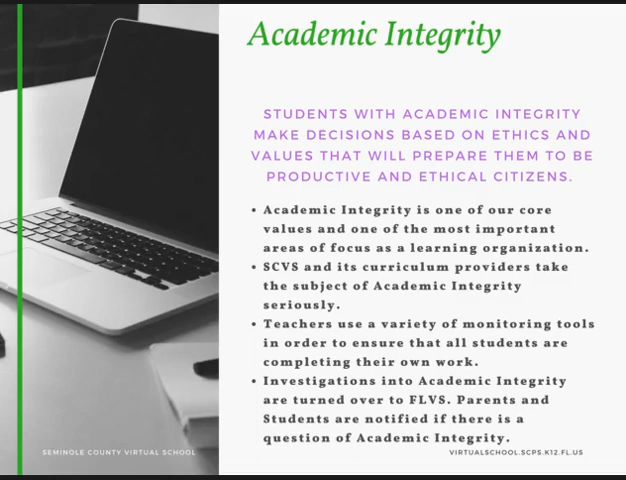 Academic Integrity
STUDENTS WITH ACADEMIC INTEGRITY
MAKE DECISIONS BASED ON ETHICS AND
VALUES THAT WILL PREPARE THEM TO BE
PRODUCTIVE AND ETHICAL CITIZENS.
• Academic Integrity is one of our core
values and one of the most important
areas of focus as a learning organization.
• SCVS and its curriculum providers take
the subject of Academic Integrity
seriously.
• Teachers use a variety of monitoring tools
in order to ensure that all students are
completing their own work.
• Investigations into Academic Integrity
are turned over to FLVS. Parents and
Students are notified if there is a
question of Academic Integrity.
SEMINOLE COUNTY VIRTUAL SCHOOL
VIRTUALSCHOOL.SCPS.K12.FL.US